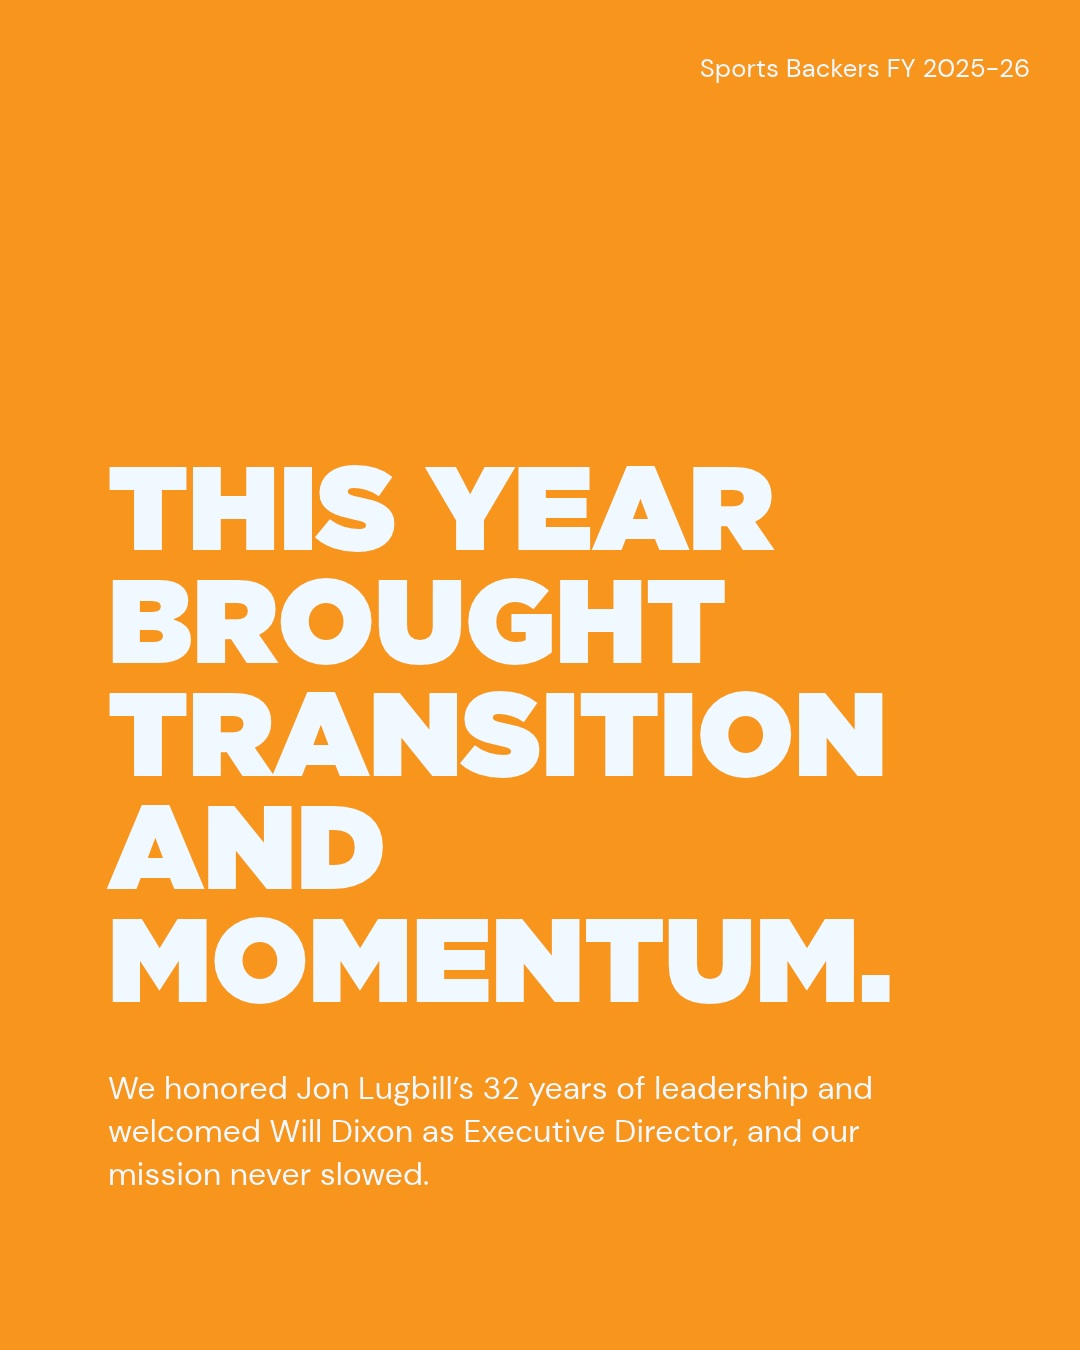 Sports Backers FY 2025-26
THIS YEAR
BROUGHT
TRANSITION
AND
MOMENTUM.
We honored Jon Lugbill’s 32 years of leadership and
welcomed Will Dixon as Executive Director, and our
mission never slowed.